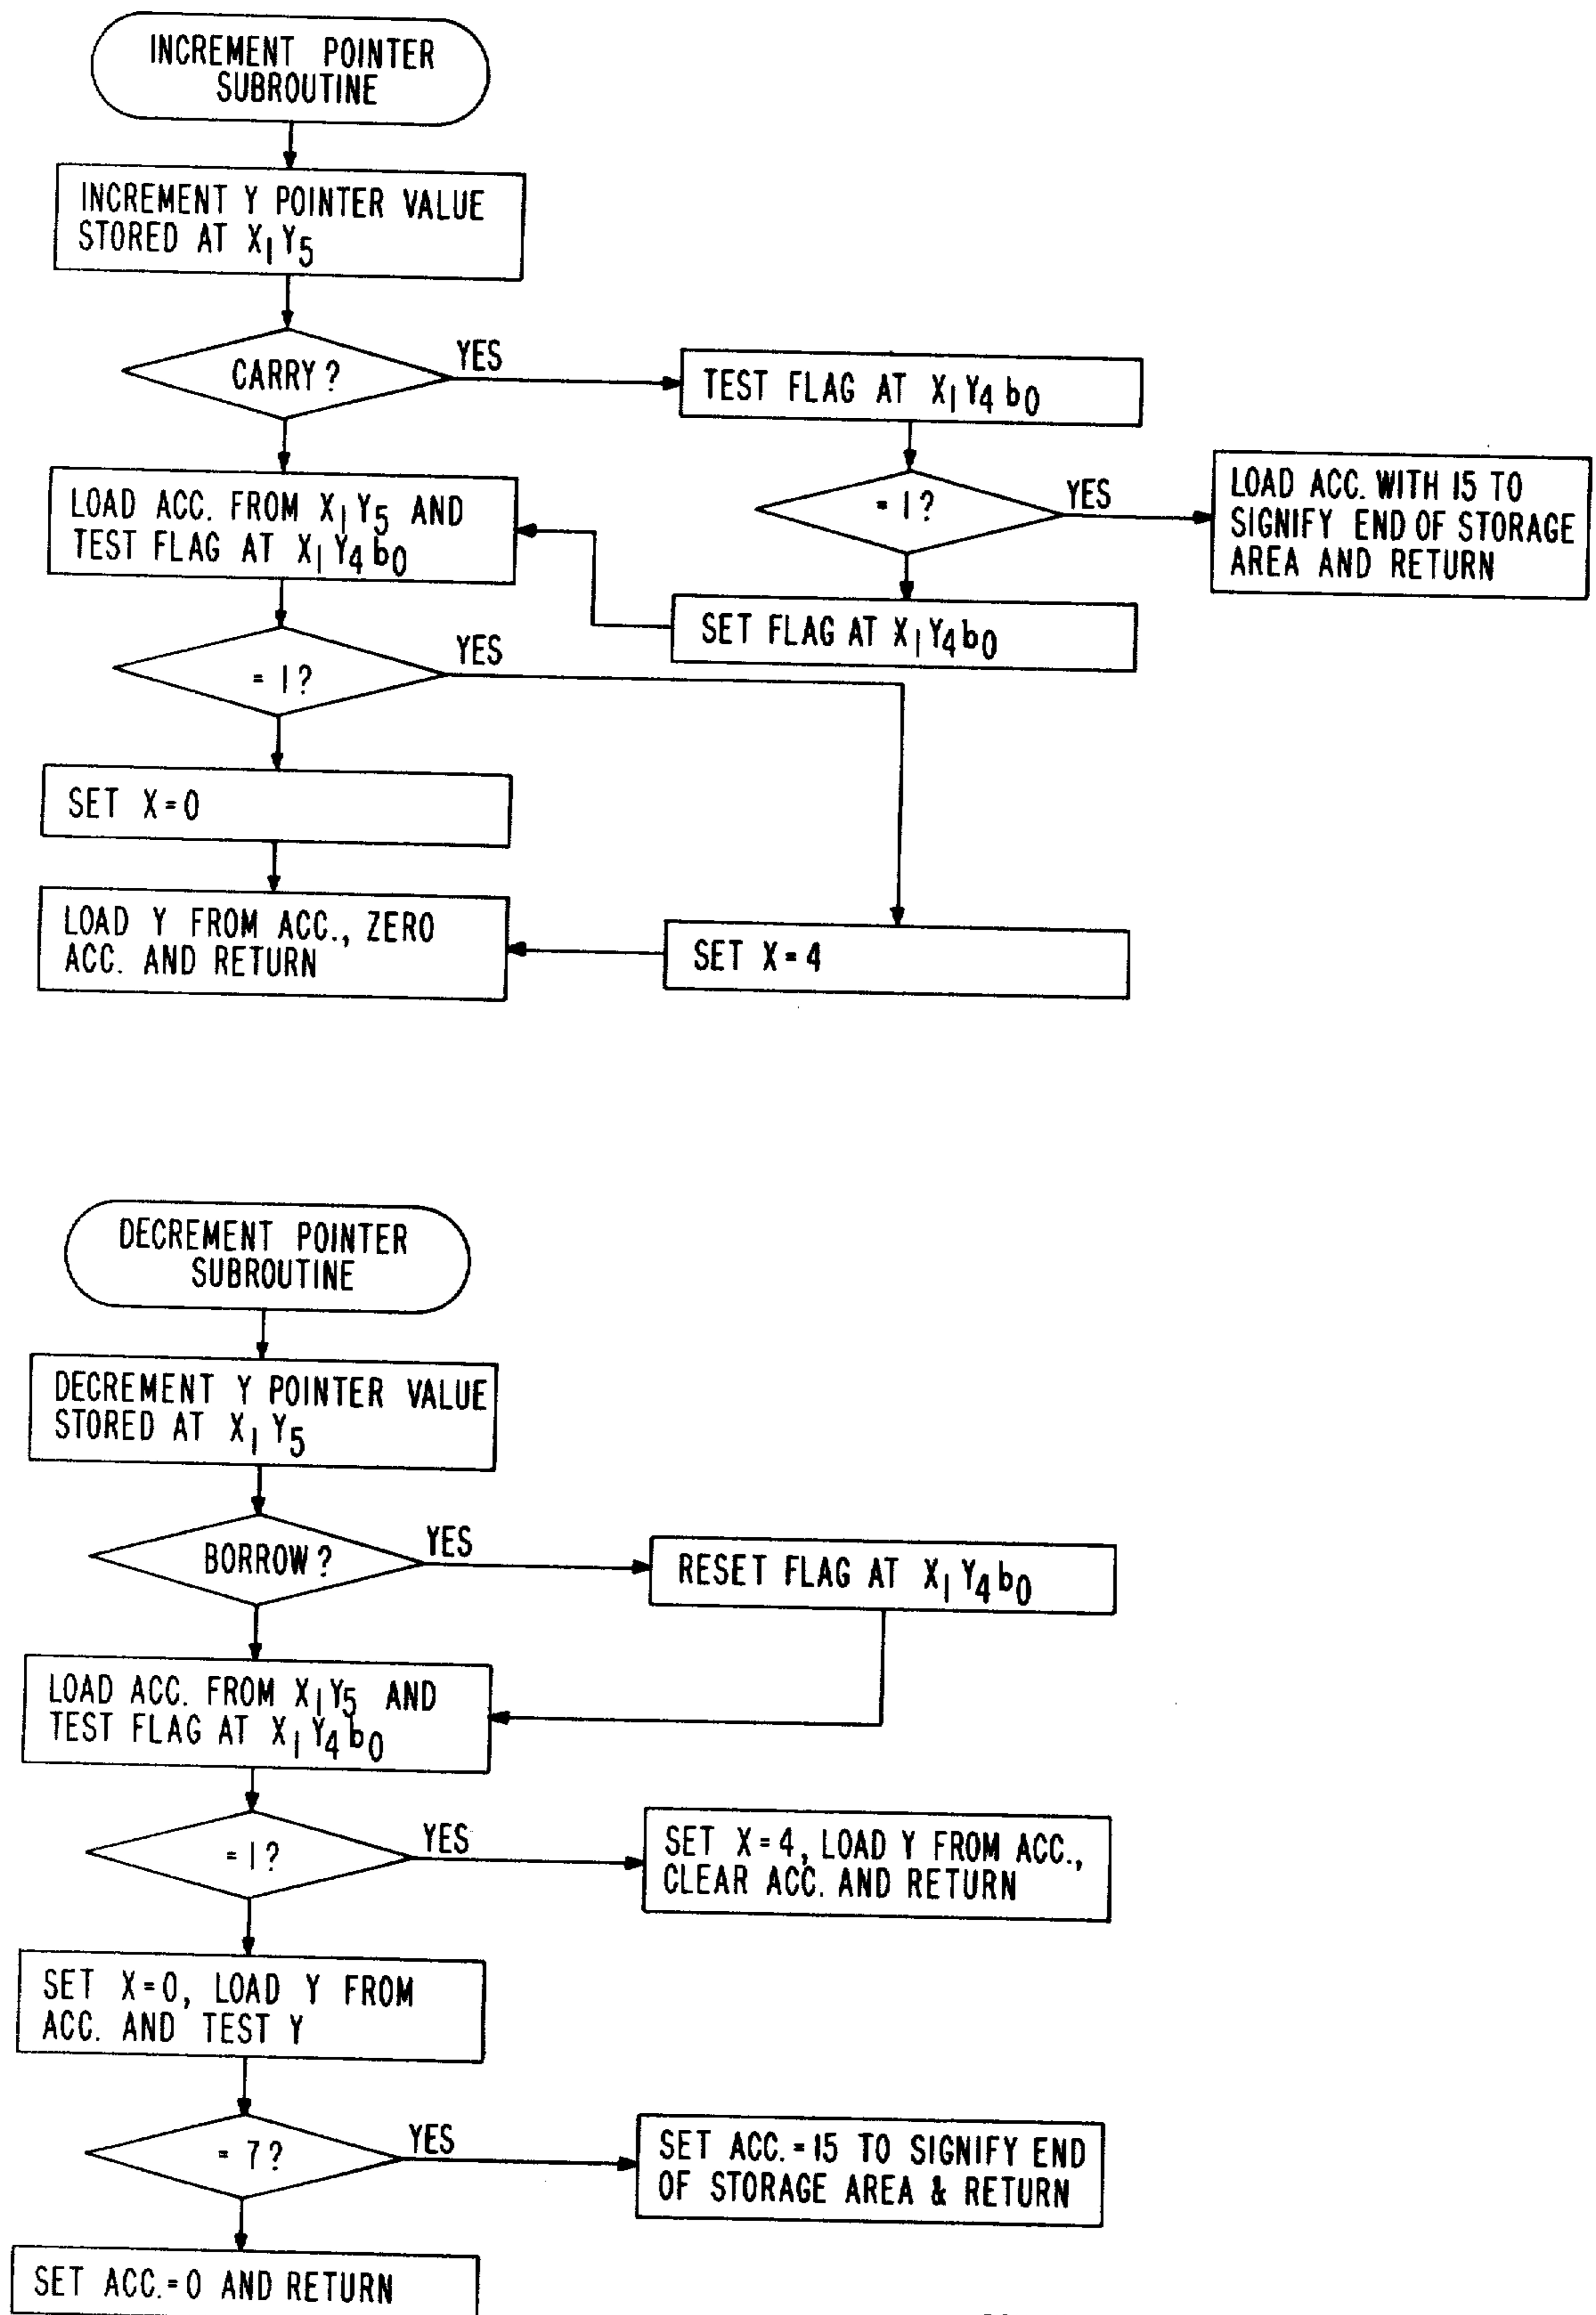 INCREMENT POINTER
SUBROUTINE
INCREMENT Y POINTER VALUE
STORED AT X₁Y₅
CARRY?
YES
TEST FLAG AT X₁Y₄b₀
= 1?
YES
LOAD ACC. WITH 15 TO
SIGNIFY END OF STORAGE
AREA AND RETURN
SET FLAG AT X₁Y₄b₀
LOAD ACC. FROM X₁Y₅ AND
TEST FLAG AT X₁Y₄b₀
= 1?
YES
SET X=0
LOAD Y FROM ACC., ZERO
ACC. AND RETURN
SET X=4
DECREMENT POINTER
SUBROUTINE
DECREMENT Y POINTER VALUE
STORED AT X₁Y₅
BORROW?
YES
RESET FLAG AT X₁Y₄b₀
LOAD ACC. FROM X₁Y₅ AND
TEST FLAG AT X₁Y₄b₀
= 1?
YES
SET X=4, LOAD Y FROM ACC.,
CLEAR ACC. AND RETURN
SET X=0, LOAD Y FROM
ACC. AND TEST Y
= 7?
YES
SET ACC.=15 TO SIGNIFY END
OF STORAGE AREA & RETURN
SET ACC.=0 AND RETURN